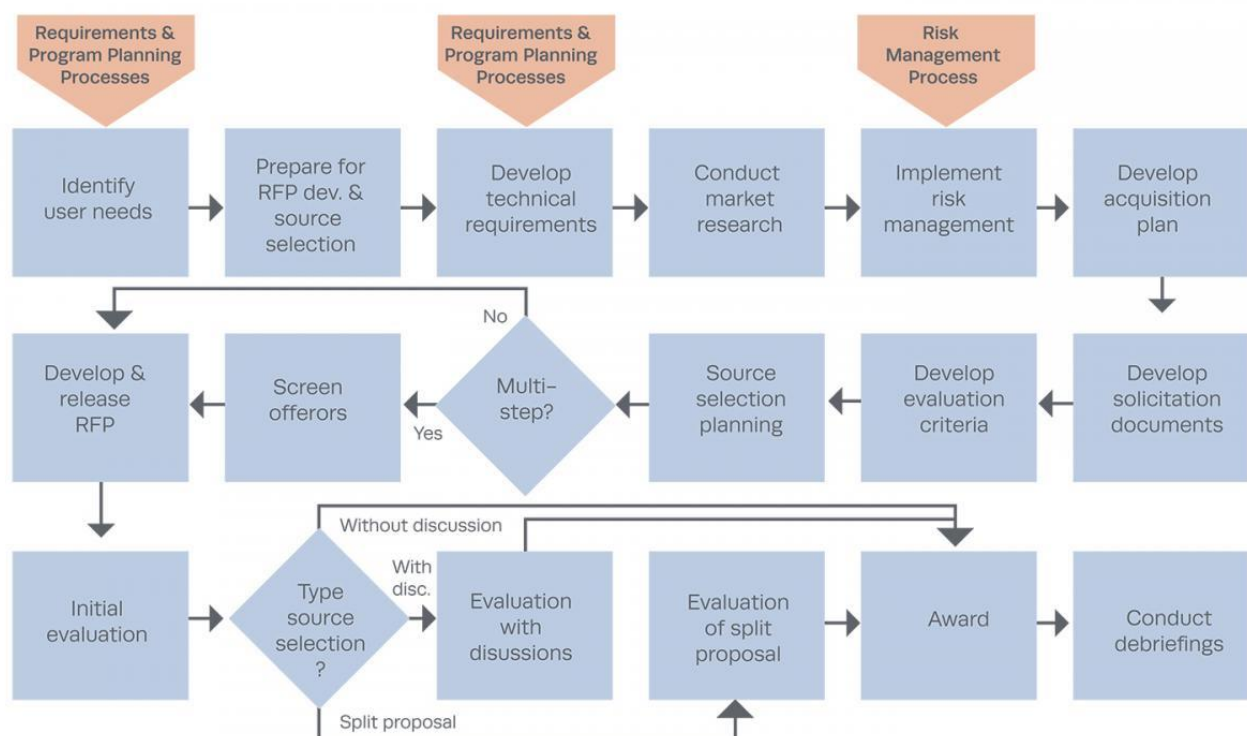 Requirements &
Program Planning
Processes
Requirements &
Program Planning
Processes
Risk
Management
Process
Identify
user needs
Prepare for
RFP dev. &
source
selection
Develop
technical
requirements
Conduct
market
research
Implement
risk
management
Develop
acquisition
plan
No
Develop &
release
RFP
Screen
offerors
Yes
Multi-
step?
Source
selection
planning
Develop
evaluation
criteria
Develop
solicitation
documents
Without discussion
With
disc.
Initial
evaluation
Type
source
selection
?
Evaluation
with
disussions
Evaluation
of split
proposal
Award
Conduct
debriefings
Split proposal